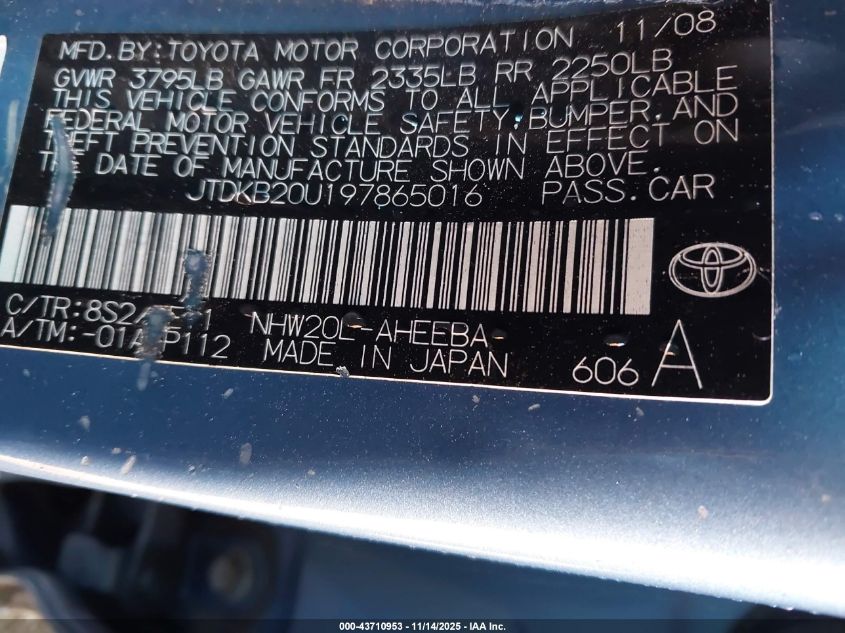 MFD. BY: TOYOTA MOTOR CORPORATION 11/08
GVWR 3795LB GAWR FR 2335LB RR 2250LB
THIS VEHICLE CONFORMS TO ALL APPLICABLE
FEDERAL MOTOR VEHICLE SAFETY, BUMPER, AND
THEFT PREVENTION STANDARDS IN EFFECT ON
THE DATE OF MANUFACTURE SHOWN ABOVE.
JTDKB20U197865016 PASS. CAR
C/TR: NHW20L-AHEEBA
A/TM: MADE IN JAPAN 606 A
000-43710953 - 11/14/2025 - IAA Inc.